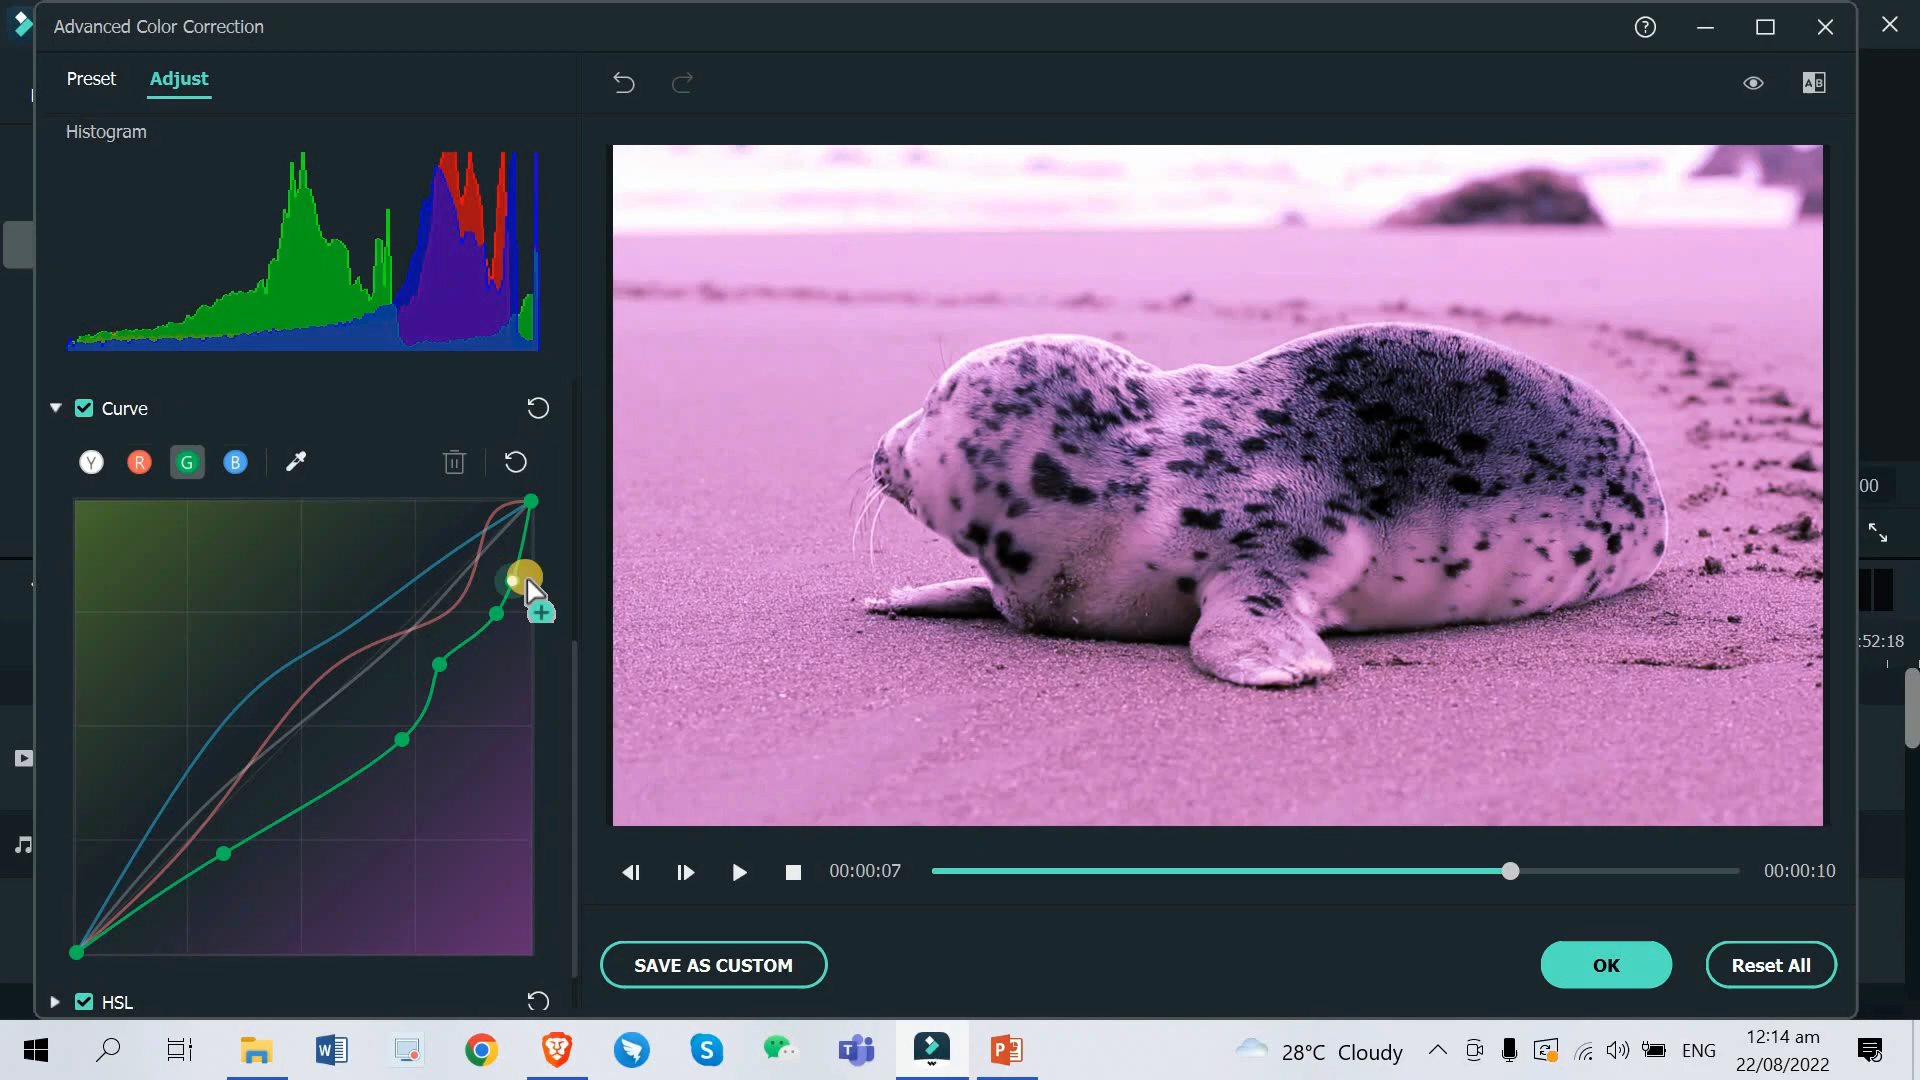 Advanced Color Correction
Preset Adjust
Histogram
Curve
Y R G B
HSL
A B
00:00:07
00:00:10
SAVE AS CUSTOM
OK
Reset All
00
:52:18
28°C Cloudy
ENG
12:14 am
22/08/2022